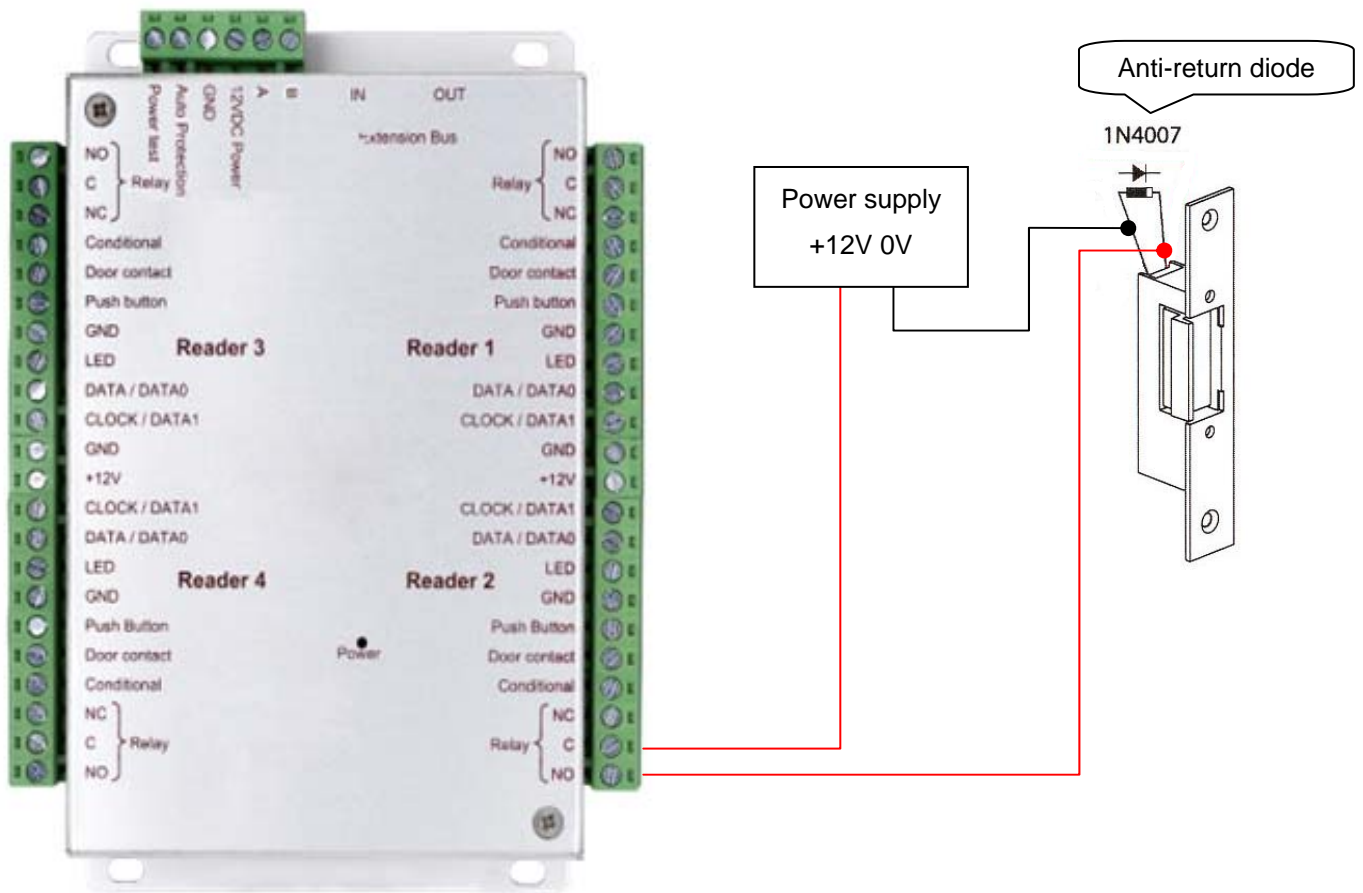 Anti-return diode
1N4007
Power supply
+12V 0V
Power test
Auto Protection
GND
12VDC Power
A
B
IN
OUT
Extension Bus
NO
C
NC
Relay
Conditional
Door contact
Push button
GND
LED
Reader 3
DATA / DATA0
CLOCK / DATA1
GND
+12V
CLOCK / DATA1
DATA / DATA0
LED
Reader 4
GND
Push Button
Door contact
Conditional
NC
C
NO
Relay
NO
C
NC
Relay
Conditional
Door contact
Push button
GND
Reader 1
LED
DATA / DATA0
CLOCK / DATA1
GND
+12V
CLOCK / DATA1
DATA / DATA0
LED
Reader 2
GND
Push Button
Door contact
Conditional
NC
C
NO
Relay
Power